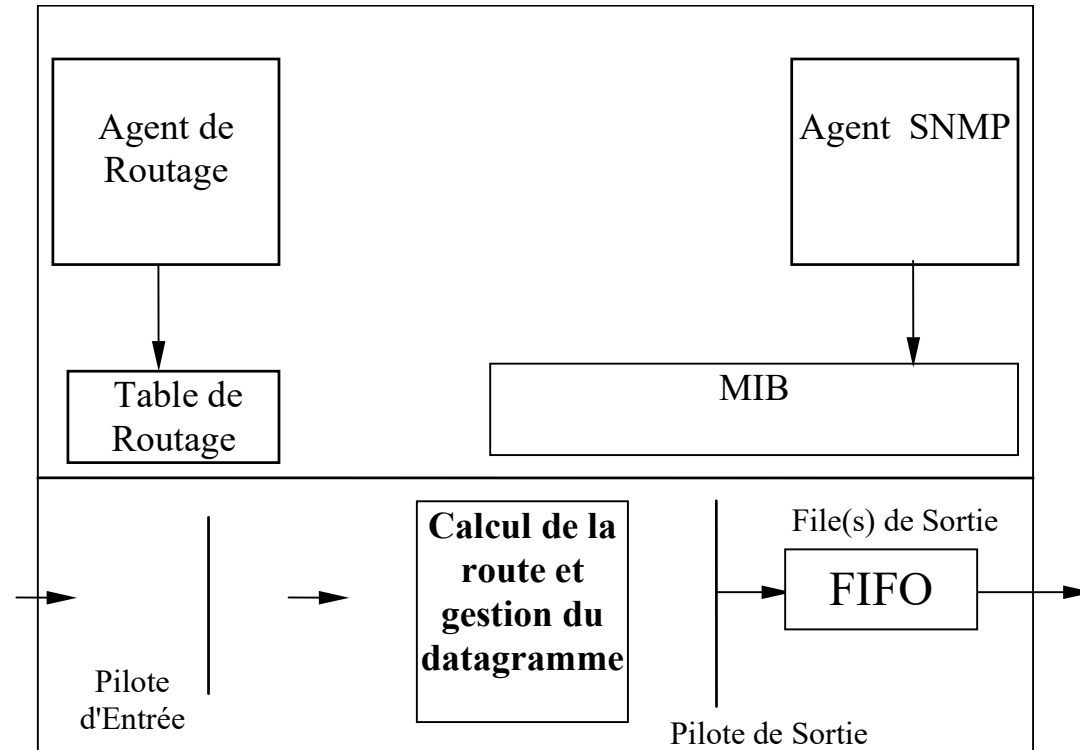 Agent de
Routage
Agent SNMP
Table de
Routage
MIB
Calcul de la
route et
gestion du
datagramme
File(s) de Sortie
FIFO
Pilote
d'Entrée
Pilote de Sortie